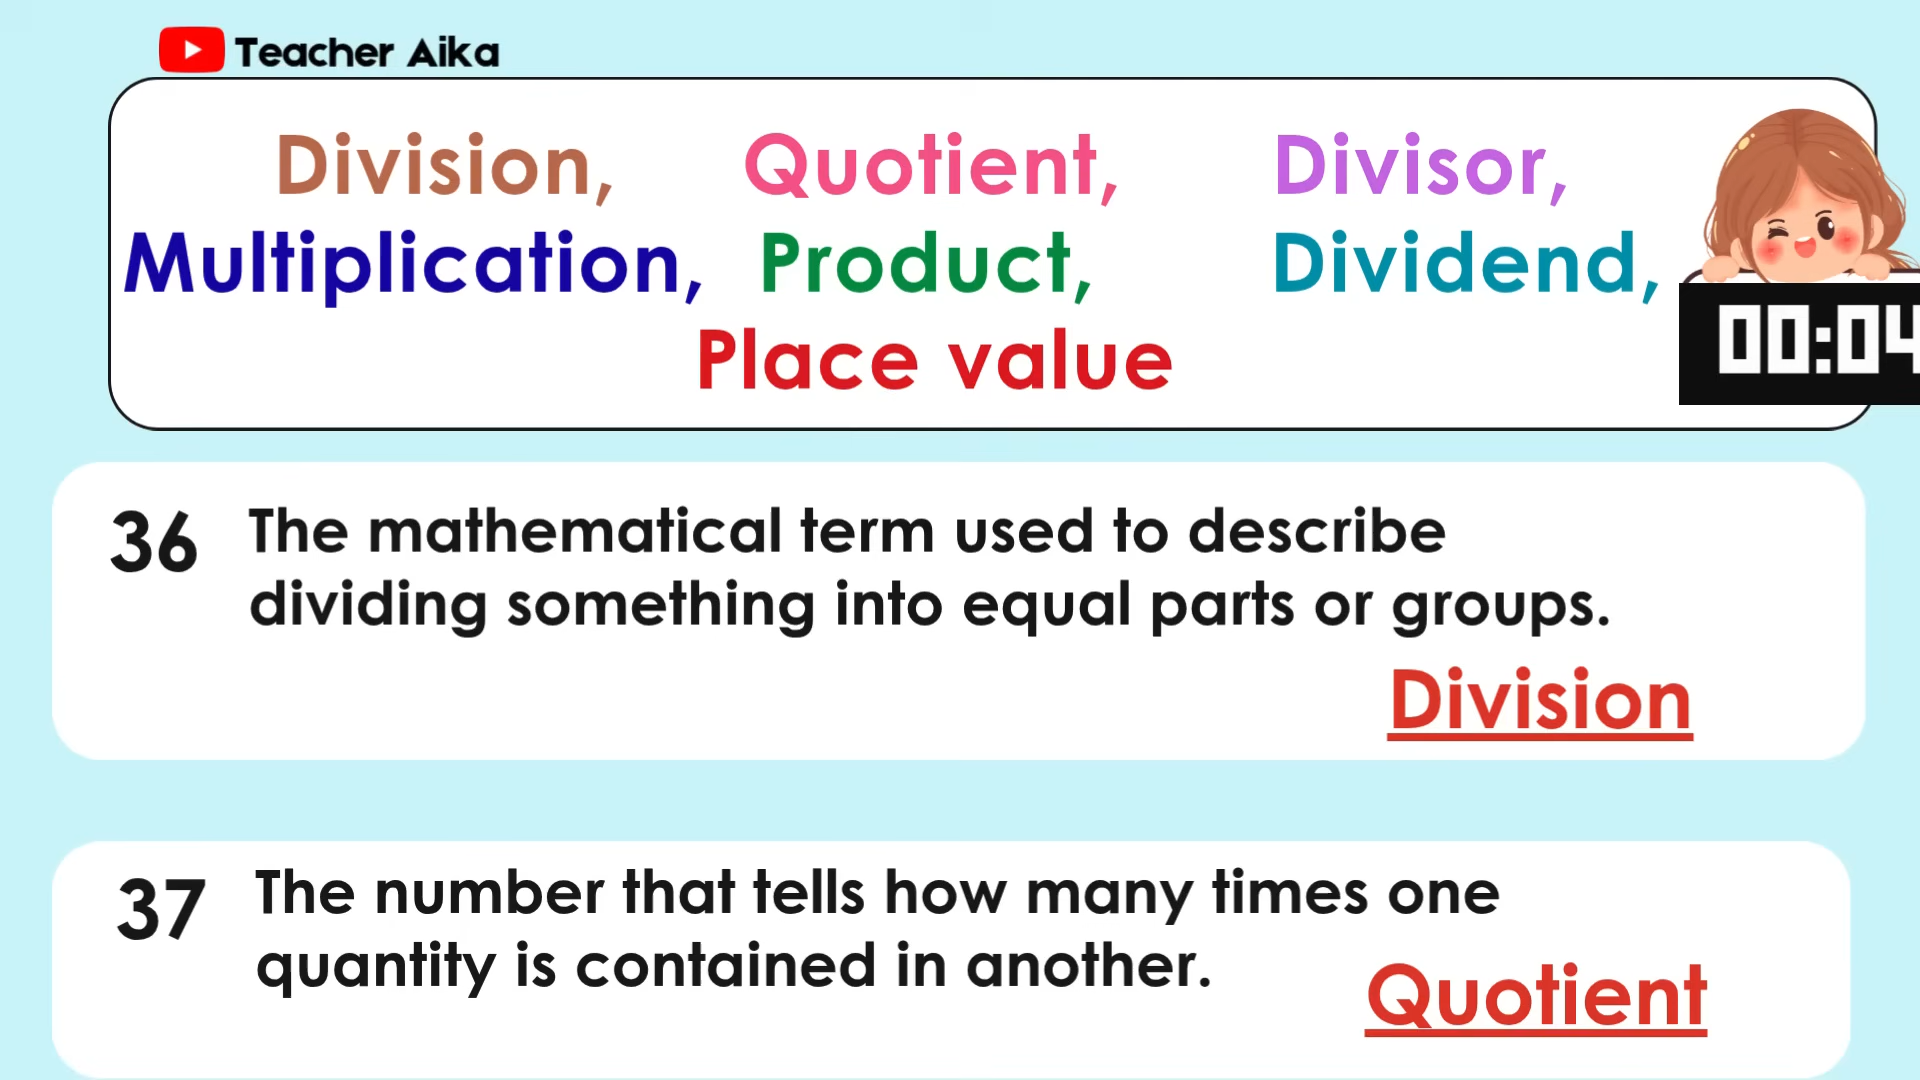 Teacher Aika
Division, Quotient, Divisor,
Multiplication, Product, Dividend,
Place value
00:04
36 The mathematical term used to describe
dividing something into equal parts or groups.
Division
37 The number that tells how many times one
quantity is contained in another.
Quotient